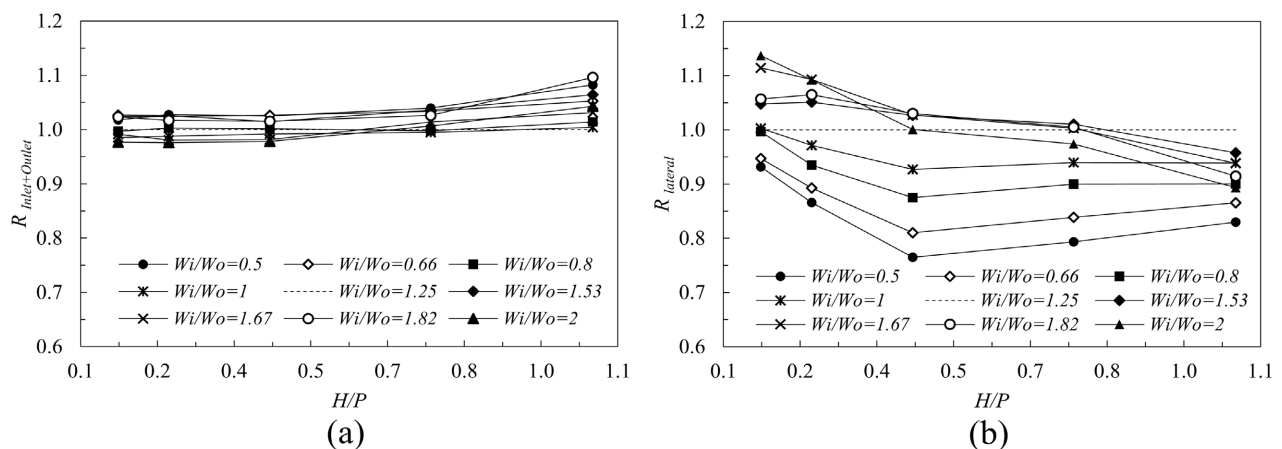 1.2
1.1
1.0
0.9
0.8
0.7
0.6
R Inlet+Outlet
Wi/Wo=0.5 Wi/Wo=0.66 Wi/Wo=0.8
Wi/Wo=1 Wi/Wo=1.25 Wi/Wo=1.53
Wi/Wo=1.67 Wi/Wo=1.82 Wi/Wo=2
0.1 0.2 0.4 0.5 0.7 0.8 1.0 1.1
H/P
(a)
1.2
1.1
1.0
0.9
0.8
0.7
0.6
R lateral
Wi/Wo=0.5 Wi/Wo=0.66 Wi/Wo=0.8
Wi/Wo=1 Wi/Wo=1.25 Wi/Wo=1.53
Wi/Wo=1.67 Wi/Wo=1.82 Wi/Wo=2
0.1 0.2 0.4 0.5 0.7 0.8 1.0 1.1
H/P
(b)